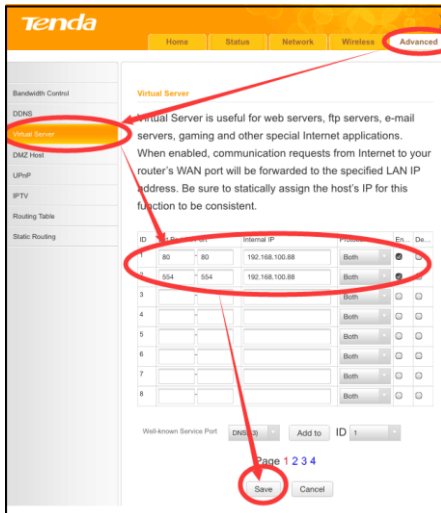 Tenda
Home Status Network Wireless Advanced
Bandwidth Control
DDNS
Virtual Server
DMZ Host
UPnP
IPTV
Routing Table
Static Routing
Virtual Server
Virtual Server is useful for web servers, ftp servers, e-mail
servers, gaming and other special Internet applications.
When enabled, communication requests from Internet to your
router's WAN port will be forwarded to the specified LAN IP
address. Be sure to statically assign the host's IP for this
function to be consistent.
ID Internal IP En... De...
1 80 - 80 192.168.100.88 Both
2 554 - 554 192.168.100.88 Both
3 - Both
4 - Both
5 - Both
6 - Both
7 - Both
8 - Both
Well-known Service Port Add to ID 1
Page 1 2 3 4
Save Cancel